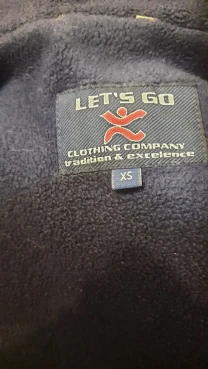 LET'S GO
CLOTHING COMPANY
tradition & excelence
XS